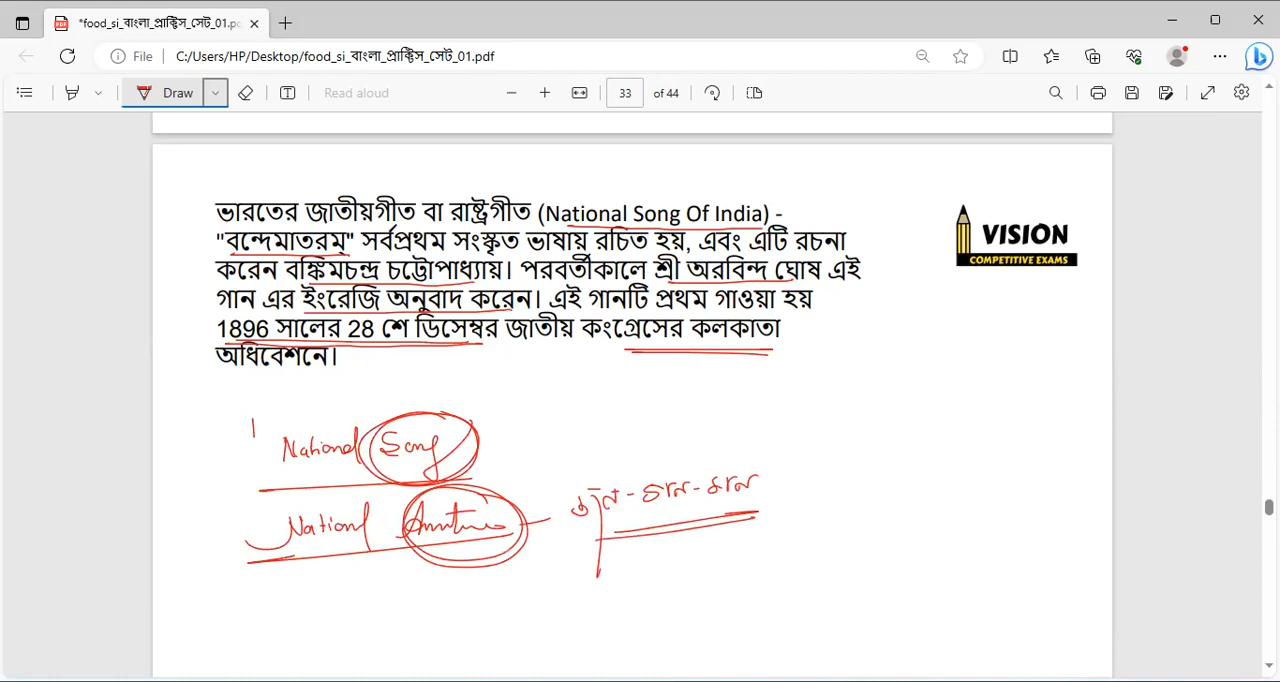 *food_si_বাংলা_প্রাক্টিস_সেট_01.pd
File C:/Users/HP/Desktop/food_si_বাংলা_প্রাক্টিস_সেট_01.pdf
Draw Read aloud 33 of 44
ভারতের জাতীয়গীত বা রাষ্ট্রগীত (National Song Of India) -
"বন্দেমাতরম্" সর্বপ্রথম সংস্কৃত ভাষায় রচিত হয়, এবং এটি রচনা
করেন বঙ্কিমচন্দ্র চট্টোপাধ্যায়। পরবর্তীকালে শ্রী অরবিন্দ ঘোষ এই
গান এর ইংরেজি অনুবাদ করেন। এই গানটি প্রথম গাওয়া হয়
1896 সালের 28 শে ডিসেম্বর জাতীয় কংগ্রেসের কলকাতা
অধিবেশনে।
VISION
COMPETITIVE EXAMS
National Song
National